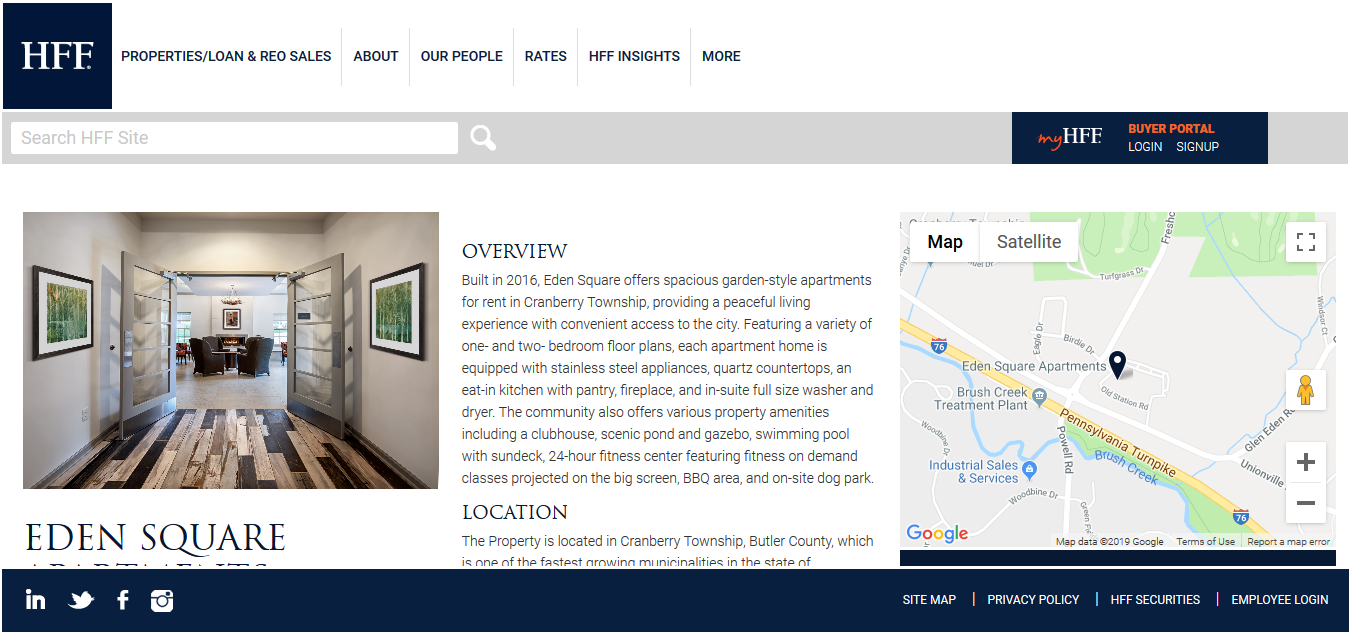 HFF
PROPERTIES/LOAN & REO SALES
ABOUT
OUR PEOPLE
RATES
HFF INSIGHTS
MORE
Search HFF Site
myHFF
BUYER PORTAL
LOGIN SIGNUP
OVERVIEW
Built in 2016, Eden Square offers spacious garden-style apartments
for rent in Cranberry Township, providing a peaceful living
experience with convenient access to the city. Featuring a variety of
one- and two- bedroom floor plans, each apartment home is
equipped with stainless steel appliances, quartz countertops, an
eat-in kitchen with pantry, fireplace, and in-suite full size washer and
dryer. The community also offers various property amenities
including a clubhouse, scenic pond and gazebo, swimming pool
with sundeck, 24-hour fitness center featuring fitness on demand
classes projected on the big screen, BBQ area, and on-site dog park.
LOCATION
The Property is located in Cranberry Township, Butler County, which
is one of the fastest growing municipalities in the state of
EDEN SQUARE
APARTMENTS
Map
Satellite
Turfgrass Dr
Windsor Ct
Eagle Dr
Birdie Dr
76
Eden Square Apartments
Old Station Rd
Brush Creek
Treatment Plant
Pennsylvania Turnpike
Powell Rd
Brush Creek
Woodbine Dr
Industrial Sales
& Services
Woodbine Dr
Unionville
76
Google
Map data ©2019 Google
Terms of Use
Report a map error
in
f
SITE MAP | PRIVACY POLICY | HFF SECURITIES | EMPLOYEE LOGIN